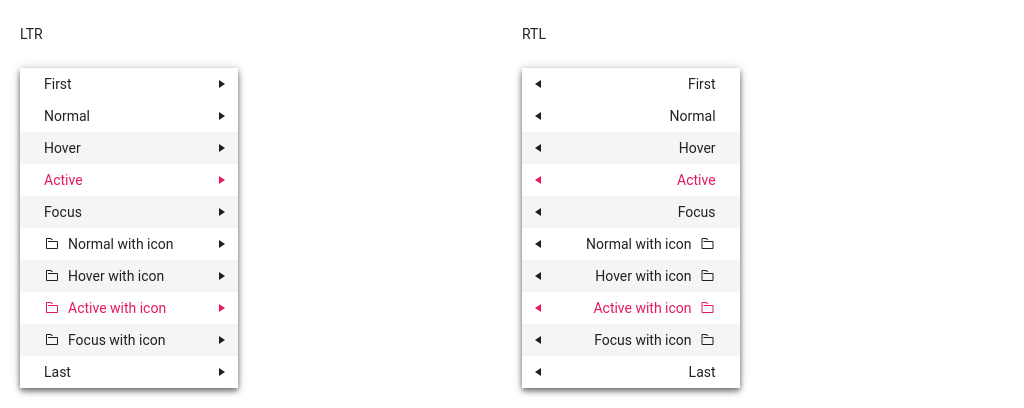 LTR
First
Normal
Hover
Active
Focus
Normal with icon
Hover with icon
Active with icon
Focus with icon
Last
RTL
First
Normal
Hover
Active
Focus
Normal with icon
Hover with icon
Active with icon
Focus with icon
Last